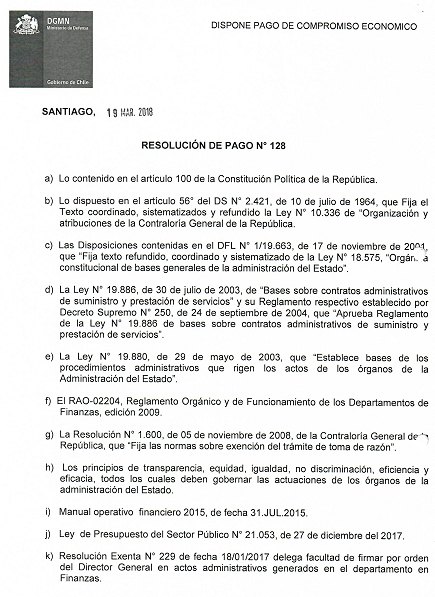 DGMN
Ministerio de Defensa
Gobierno de Chile
DISPONE PAGO DE COMPROMISO ECONOMICO
SANTIAGO, 19 MAR. 2018
RESOLUCIÓN DE PAGO N° 128
a) Lo contenido en el articulo 100 de la Constitución Política de la República.
b) Lo dispuesto en el artículo 56° del DS N° 2.421, de 10 de julio de 1964, que Fija el
Texto coordinado, sistematizados y refundido la Ley N° 10.336 de “Organización y
atribuciones de la Contraloría General de la República.
c) Las Disposiciones contenidas en el DFL N° 1/19.663, de 17 de noviembre de
que “Fija texto refundido, coordinado y sistematizado de la Ley N° 18.575, “Orgánica
constitucional de bases generales de la administración del Estado”.
d) La Ley N° 19.886, de 30 de julio de 2003, de “Bases sobre contratos administrativos
de suministro y prestación de servicios” y su Reglamento respectivo establecido por
Decreto Supremo N° 250, de 24 de septiembre de 2004, que “Aprueba Reglamento
de la Ley N° 19.886 de bases sobre contratos administrativos de suministro y
prestación de servicios”.
e) La Ley N° 19.880, de 29 de mayo de 2003, que “Establece bases de los
procedimientos administrativos que rigen los actos de los órganos de la
Administración del Estado”.
f) El RAO-02204, Reglamento Orgánico y de Funcionamiento de los Departamentos de
Finanzas, edición 2009.
g) La Resolución N° 1.600, de 05 de noviembre de 2008, de la Contraloría General de la
República, que “Fija las normas sobre exención del trámite de toma de razón”.
h) Los principios de transparencia, equidad, igualdad, no discriminación, eficiencia y
eficacia, todos los cuales deben gobernar las actuaciones de los órganos de la
administración del Estado.
i) Manual operativo financiero 2015, de fecha 31.JUL.2015.
j) Ley de Presupuesto del Sector Público N° 21.053, de 27 de diciembre del 2017.
k) Resolución Exenta N° 229 de fecha 18/01/2017 delega facultad de firmar por orden
del Director General en actos administrativos generados en el departamento en
Finanzas.